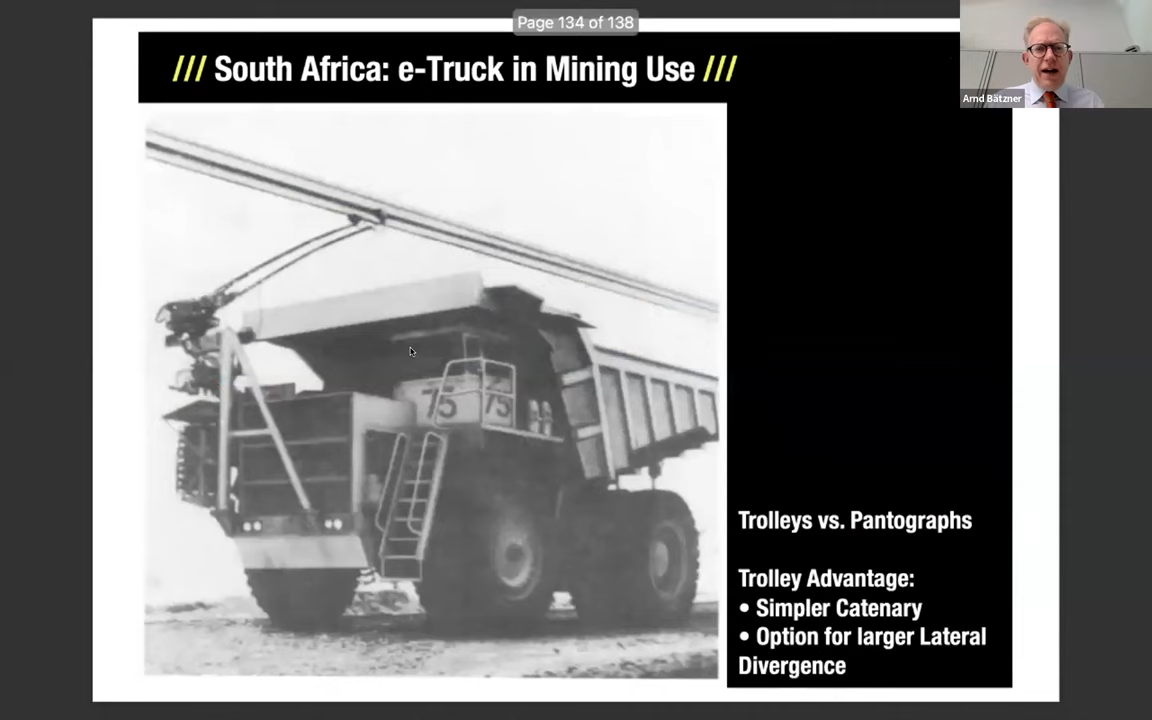 Page 134 of 138
/// South Africa: e-Truck in Mining Use ///
Arnd Bätzner
75
75
Trolleys vs. Pantographs
Trolley Advantage:
• Simpler Catenary
• Option for larger Lateral
Divergence